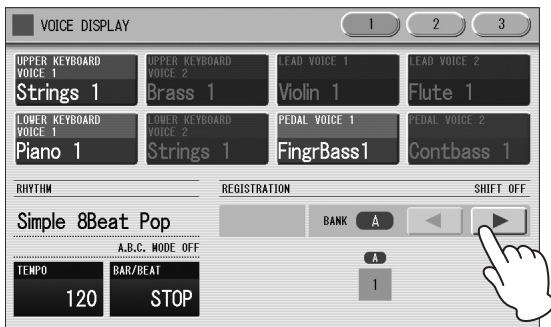 VOICE DISPLAY
1 2 3
UPPER KEYBOARD
VOICE 1
Strings 1
UPPER KEYBOARD
VOICE 2
Brass 1
LEAD VOICE 1
Violin 1
LEAD VOICE 2
Flute 1
LOWER KEYBOARD
VOICE 1
Piano 1
LOWER KEYBOARD
VOICE 2
Strings 1
PEDAL VOICE 1
FingrBass1
PEDAL VOICE 2
Contbass 1
RHYTHM
Simple 8Beat Pop
A.B.C. MODE OFF
TEMPO
120
BAR/BEAT
STOP
REGISTRATION
SHIFT OFF
BANK A
A
1